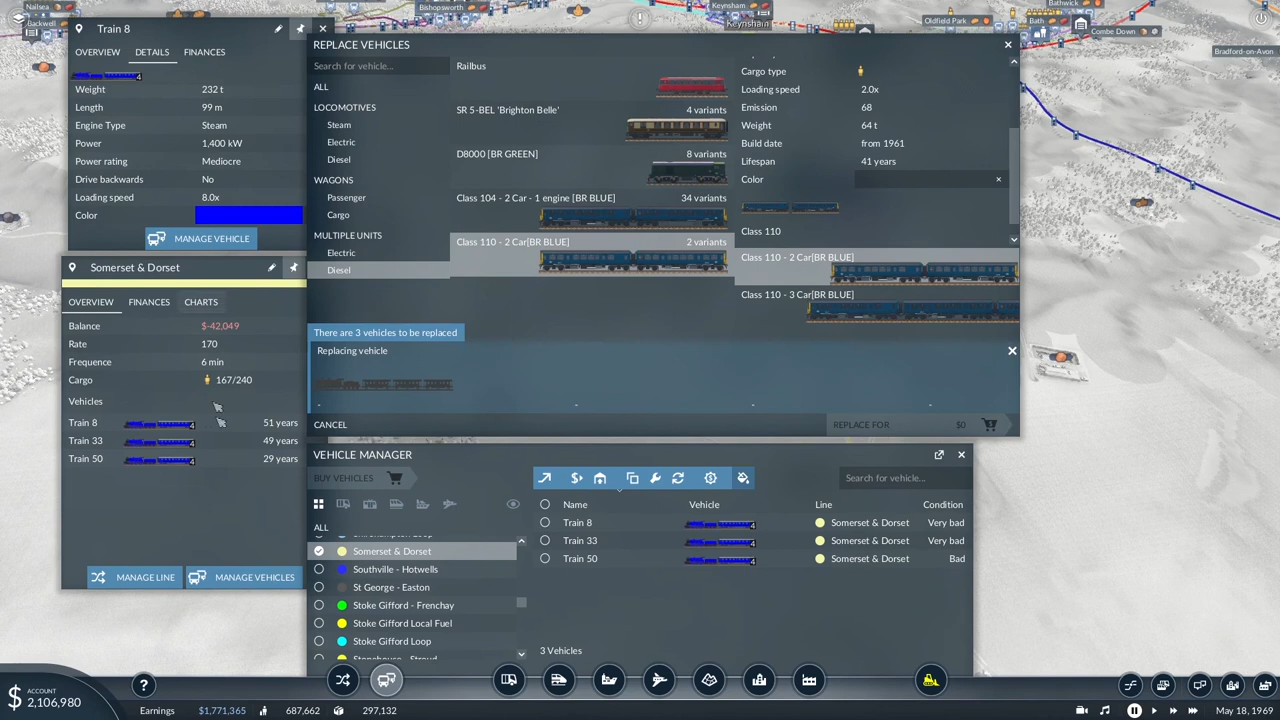 Nailsea
Backwell
Bishopsworth
Keynsham
Keynsham
Oldfield Park
Bath
Bathwick
Combe Down
Bradford-on-Avon
Train 8
OVERVIEW DETAILS FINANCES
Weight 232 t
Length 99 m
Engine Type Steam
Power 1,400 kW
Power rating Mediocre
Drive backwards No
Loading speed 8.0x
Color
MANAGE VEHICLE
Somerset & Dorset
OVERVIEW FINANCES CHARTS
Balance $-42,049
Rate 170
Frequence 6 min
Cargo 167/240
Vehicles
Train 8 4 51 years
Train 33 4 49 years
Train 50 4 29 years
MANAGE LINE MANAGE VEHICLES
REPLACE VEHICLES
Search for vehicle...
ALL
LOCOMOTIVES
Steam
Electric
Diesel
WAGONS
Passenger
Cargo
MULTIPLE UNITS
Electric
Diesel
Railbus
SR 5-BEL 'Brighton Belle' 4 variants
D8000 [BR GREEN] 8 variants
Class 104 - 2 Car - 1 engine [BR BLUE] 34 variants
Class 110 - 2 Car[BR BLUE] 2 variants
Cargo type
Loading speed 2.0x
Emission 68
Weight 64 t
Build date from 1961
Lifespan 41 years
Color
Class 110
Class 110 - 2 Car[BR BLUE]
Class 110 - 3 Car[BR BLUE]
There are 3 vehicles to be replaced
Replacing vehicle
- - - -
CANCEL REPLACE FOR $0
VEHICLE MANAGER
BUY VEHICLES
Search for vehicle...
ALL
Somerset & Dorset
Southville - Hotwells
St George - Easton
Stoke Gifford - Frenchay
Stoke Gifford Local Fuel
Stoke Gifford Loop
Stonehouse - Stroud
Name Vehicle Line Condition
Train 8 4 Somerset & Dorset Very bad
Train 33 4 Somerset & Dorset Very bad
Train 50 4 Somerset & Dorset Bad
3 Vehicles
$ ACCOUNT
2,106,980
?
Earnings $1,771,365 687,662 297,132
May 18, 1969